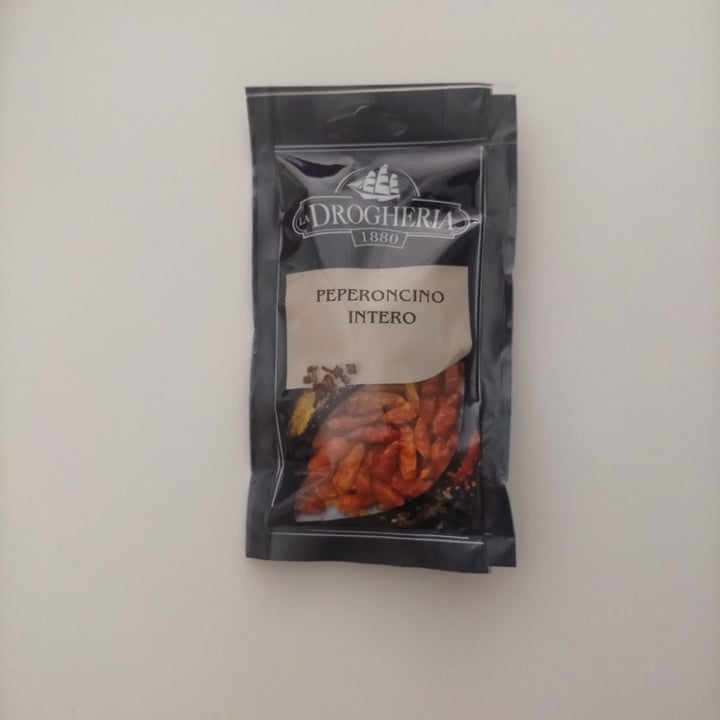 LA DROGHERIA
1880
PEPERONCINO
INTERO